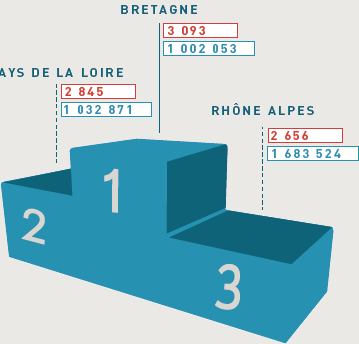 BRETAGNE
3 093
1 002 053
AYS DE LA LOIRE
2 845
1 032 871
RHÔNE ALPES
2 656
1 683 524
1
2
3